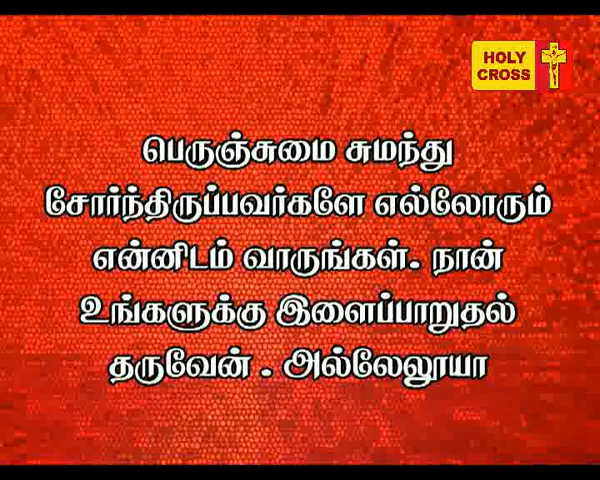 HOLY
CROSS
பெருஞ்சுமை சுமந்து
சோர்ந்திருப்பவர்களே எல்லோரும்
என்னிடம் வாருங்கள். நான்
உங்களுக்கு இளைப்பாறுதல்
தருவேன் . அல்லேலூயா